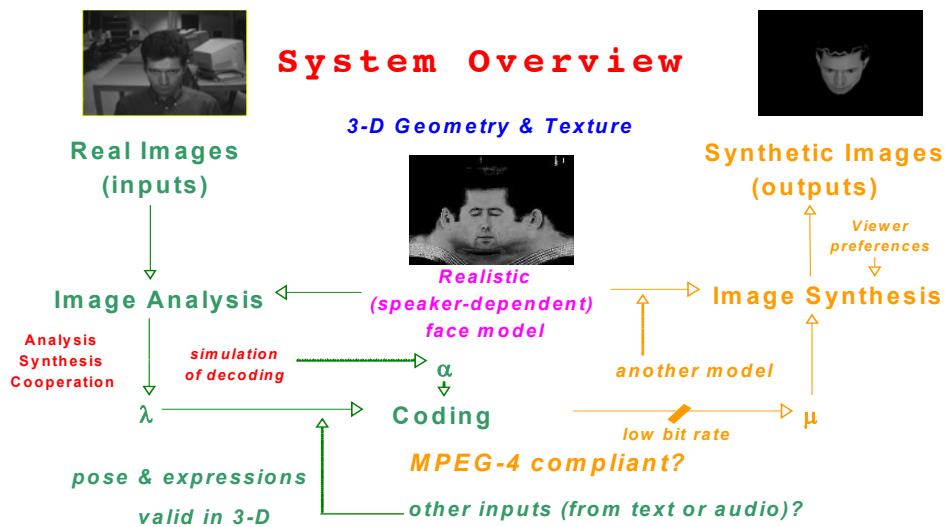 System Overview
3-D Geometry & Texture
Real Images
(inputs)
Synthetic Images
(outputs)
Viewer
preferences
Realistic
(speaker-dependent)
face model
Image Analysis
Image Synthesis
Analysis
Synthesis
Cooperation
simulation
of decoding
α
another model
λ
Coding
low bit rate
μ
MPEG-4 compliant?
pose & expressions
valid in 3-D
other inputs (from text or audio)?